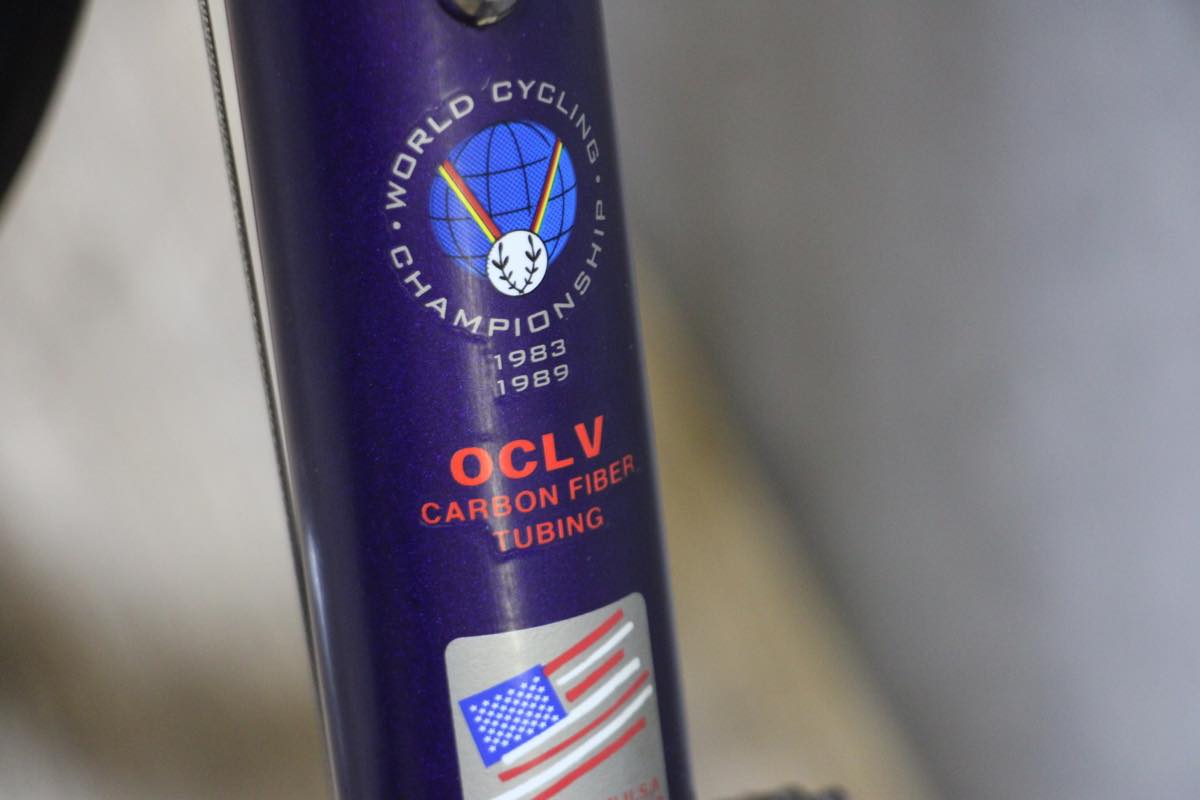 · WORLD CYCLING ·
CHAMPIONSHIP
1983
1989
OCLV
CARBON FIBER
TUBING